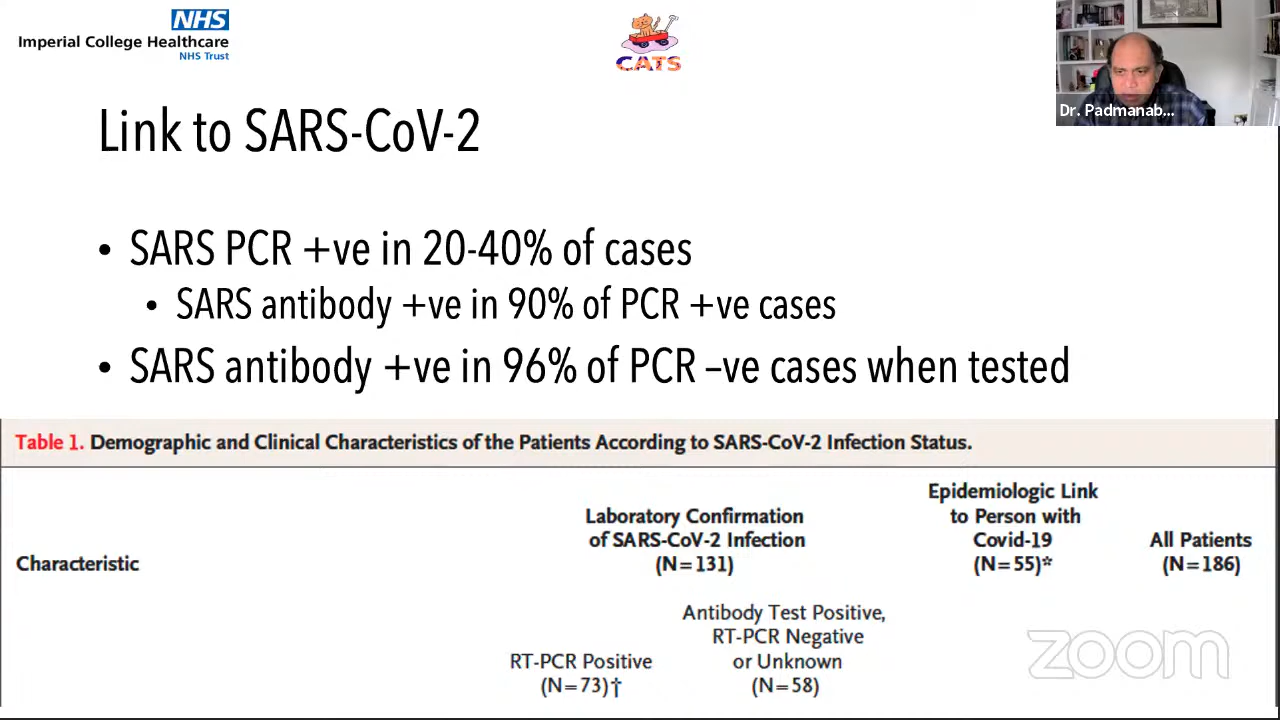 NHS
Imperial College Healthcare
NHS Trust
CATS
Dr. Padmanab...
Link to SARS-CoV-2
• SARS PCR +ve in 20-40% of cases
• SARS antibody +ve in 90% of PCR +ve cases
• SARS antibody +ve in 96% of PCR –ve cases when tested
Table 1. Demographic and Clinical Characteristics of the Patients According to SARS-CoV-2 Infection Status.
Characteristic
Laboratory Confirmation
of SARS-CoV-2 Infection
(N=131)
Epidemiologic Link
to Person with
Covid-19
(N=55)*
All Patients
(N=186)
RT-PCR Positive
(N=73)†
Antibody Test Positive,
RT-PCR Negative
or Unknown
(N=58)
zoom